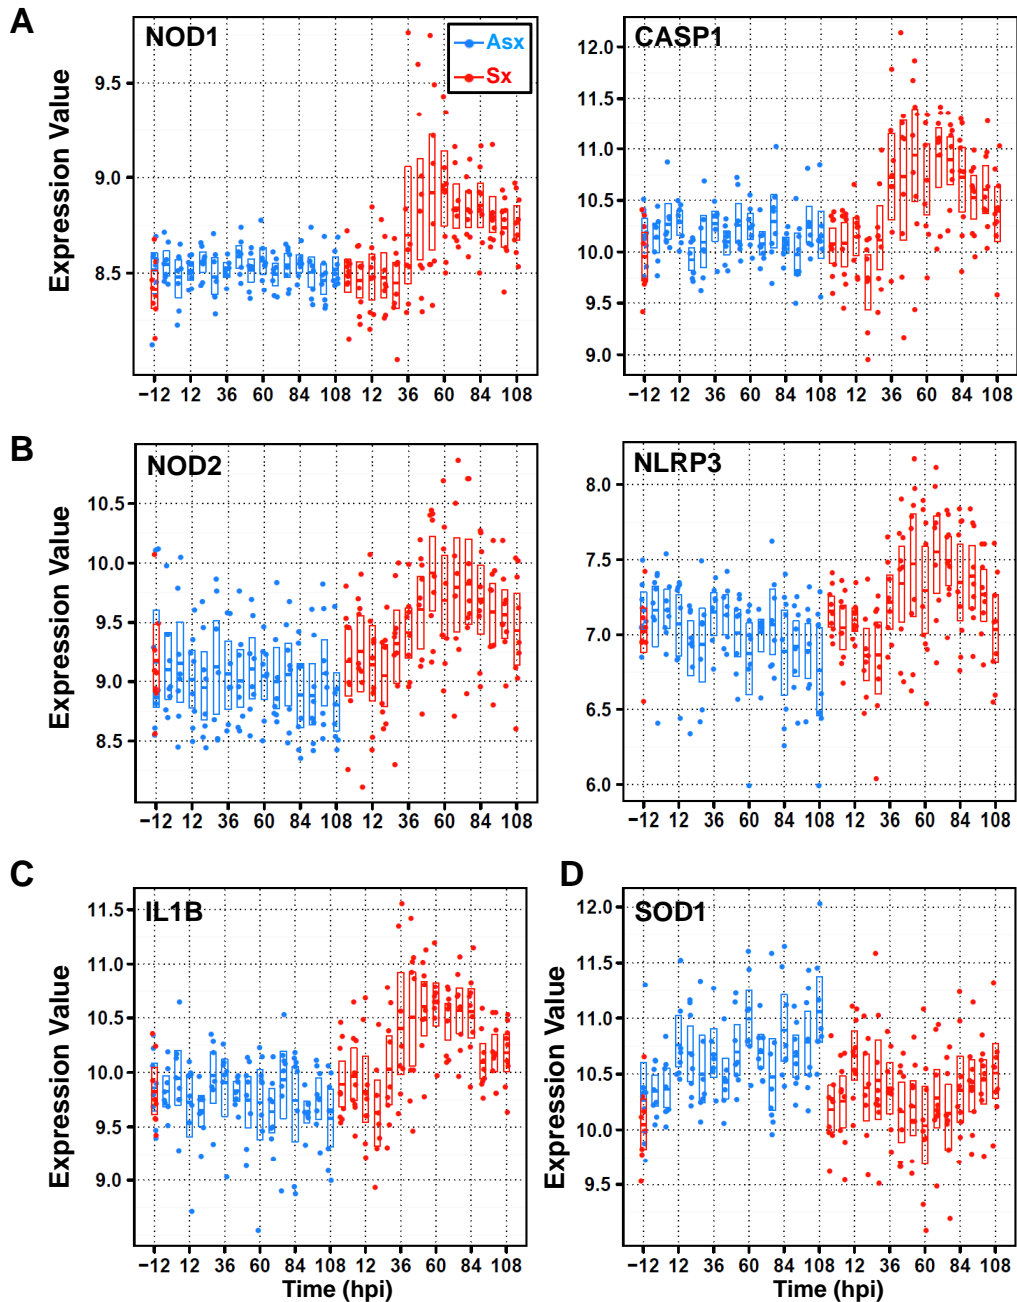 A
NOD1
Asx
Sx
CASP1
Expression Value
9.5
9.0
8.5
12.0
11.5
11.0
10.5
10.0
9.5
9.0
−12 12 36 60 84 108 12 36 60 84 108
−12 12 36 60 84 108 12 36 60 84 108
B
NOD2
NLRP3
Expression Value
10.5
10.0
9.5
9.0
8.5
8.0
7.5
7.0
6.5
6.0
−12 12 36 60 84 108 12 36 60 84 108
−12 12 36 60 84 108 12 36 60 84 108
C
IL1B
Expression Value
11.5
11.0
10.5
10.0
9.5
9.0
−12 12 36 60 84 108 12 36 60 84 108
Time (hpi)
D
SOD1
Expression Value
12.0
11.5
11.0
10.5
10.0
9.5
−12 12 36 60 84 108 12 36 60 84 108
Time (hpi)